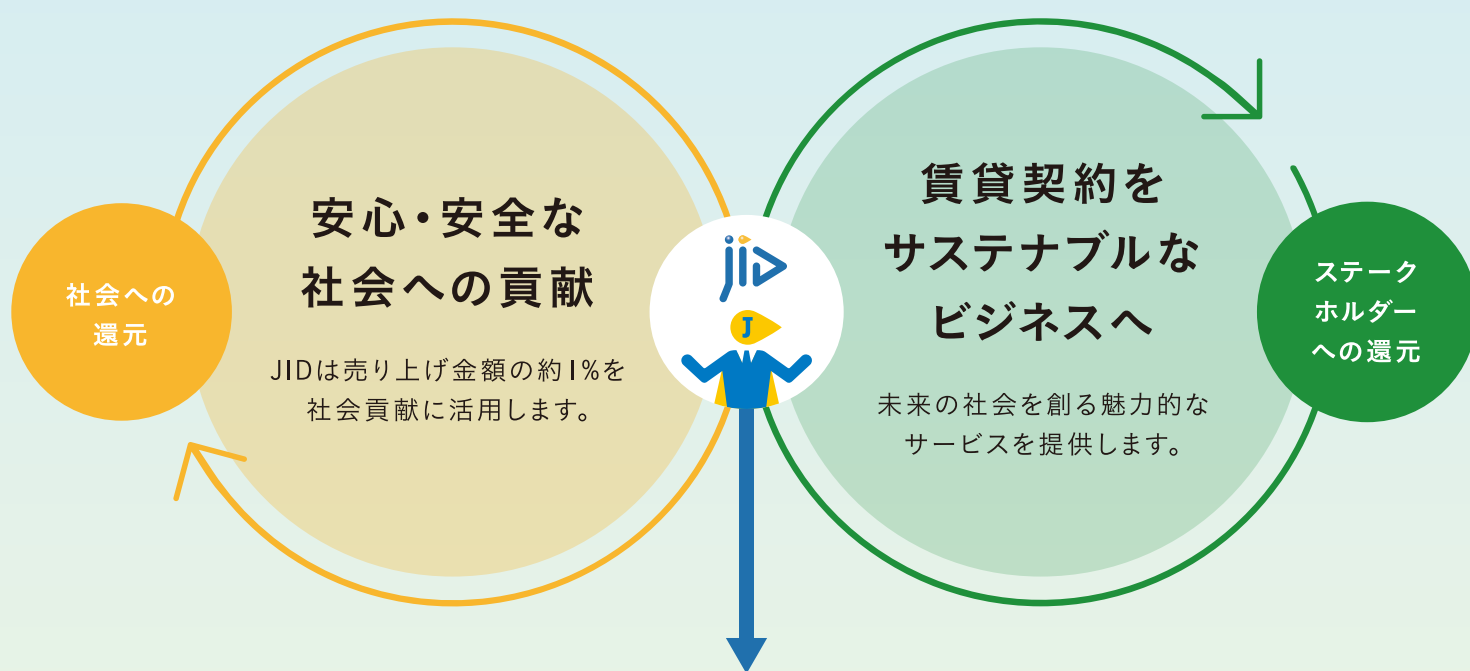 社会への
還元
安心・安全な
社会への貢献
JIDは売り上げ金額の約1%を
社会貢献に活用します。
jid
J
賃貸契約を
サステナブルな
ビジネスへ
未来の社会を創る魅力的な
サービスを提供します。
ステーク
ホルダー
への還元